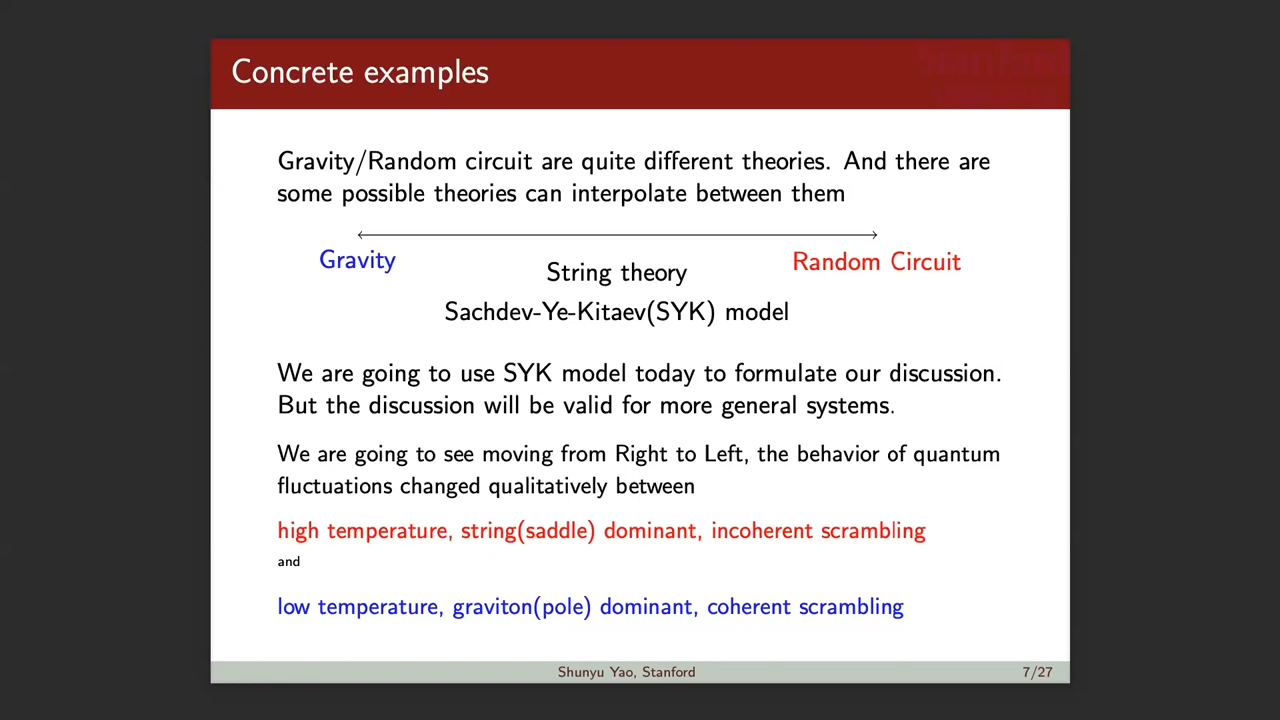 Concrete examples
Gravity/Random circuit are quite different theories. And there are
some possible theories can interpolate between them
Gravity
Random Circuit
String theory
Sachdev-Ye-Kitaev(SYK) model
We are going to use SYK model today to formulate our discussion.
But the discussion will be valid for more general systems.
We are going to see moving from Right to Left, the behavior of quantum
fluctuations changed qualitatively between
high temperature, string(saddle) dominant, incoherent scrambling
and
low temperature, graviton(pole) dominant, coherent scrambling
Shunyu Yao, Stanford
7/27